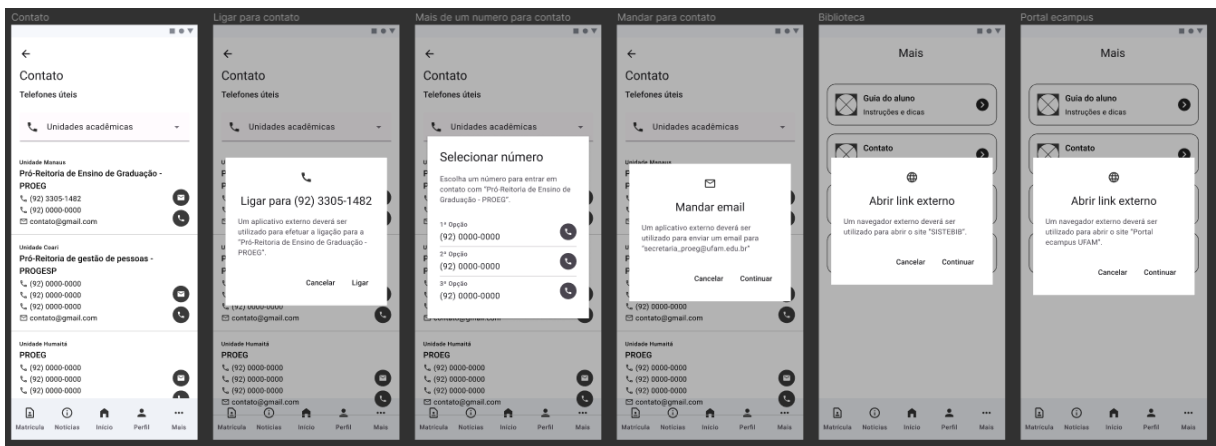 Contato
←
Contato
Telefones úteis
Unidades acadêmicas
Unidade Manaus
Pró-Reitoria de Ensino de Graduação -
PROEG
(92) 3305-1482
(92) 0000-0000
contato@gmail.com
Unidade Coari
Pró-Reitoria de gestão de pessoas -
PROGESP
(92) 0000-0000
(92) 0000-0000
(92) 0000-0000
contato@gmail.com
Unidade Humaitá
PROEG
(92) 0000-0000
(92) 0000-0000
(92) 0000-0000
Matrícula Notícias Início Perfil Mais
Ligar para contato
Contato
Telefones úteis
Unidades acadêmicas
Ligar para (92) 3305-1482
Um aplicativo externo deverá ser
utilizado para efetuar a ligação para a
"Pró-Reitoria de Ensino de Graduação -
PROEG".
Cancelar Ligar
(92) 0000-0000
contato@gmail.com
Unidade Humaitá
PROEG
(92) 0000-0000
(92) 0000-0000
(92) 0000-0000
contato@gmail.com
Matrícula Notícias Início Perfil Mais
Mais de um numero para contato
Contato
Telefones úteis
Unidades acadêmicas
Selecionar número
Escolha um número para entrar em
contato com "Pró-Reitoria de Ensino de
Graduação - PROEG".
1ª Opção
(92) 0000-0000
2ª Opção
(92) 0000-0000
3ª Opção
(92) 0000-0000
contato@gmail.com
Unidade Humaitá
PROEG
(92) 0000-0000
(92) 0000-0000
(92) 0000-0000
contato@gmail.com
Matrícula Notícias Início Perfil Mais
Mandar para contato
Contato
Telefones úteis
Unidades acadêmicas
Unidade Manaus
Mandar email
Um aplicativo externo deverá ser
utilizado para enviar um email para
"secretaria_proeg@ufam.edu.br"
Cancelar Continuar
(92) 0000-0000
contato@gmail.com
Unidade Humaitá
PROEG
(92) 0000-0000
(92) 0000-0000
(92) 0000-0000
contato@gmail.com
Matrícula Notícias Início Perfil Mais
Biblioteca
Mais
Guia do aluno
Instruções e dicas
Contato
Abrir link externo
Um navegador externo deverá ser
utilizado para abrir o site "SISTEBIB".
Cancelar Continuar
Matrícula Notícias Início Perfil Mais
Portal ecampus
Mais
Guia do aluno
Instruções e dicas
Contato
Abrir link externo
Um navegador externo deverá ser
utilizado para abrir o site "Portal
ecampus UFAM".
Cancelar Continuar
Matrícula Notícias Início Perfil Mais